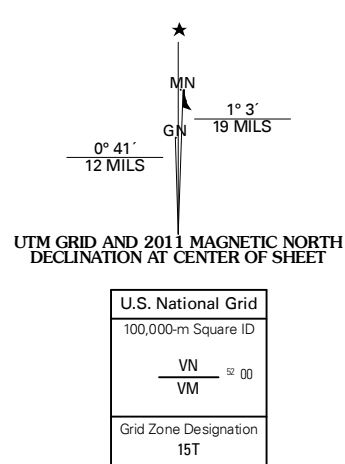 ★
MN
1° 3´
19 MILS
GN
0° 41´
12 MILS
UTM GRID AND 2011 MAGNETIC NORTH
DECLINATION AT CENTER OF SHEET
U.S. National Grid
100,000-m Square ID
VN
52 00
VM
Grid Zone Designation
15T